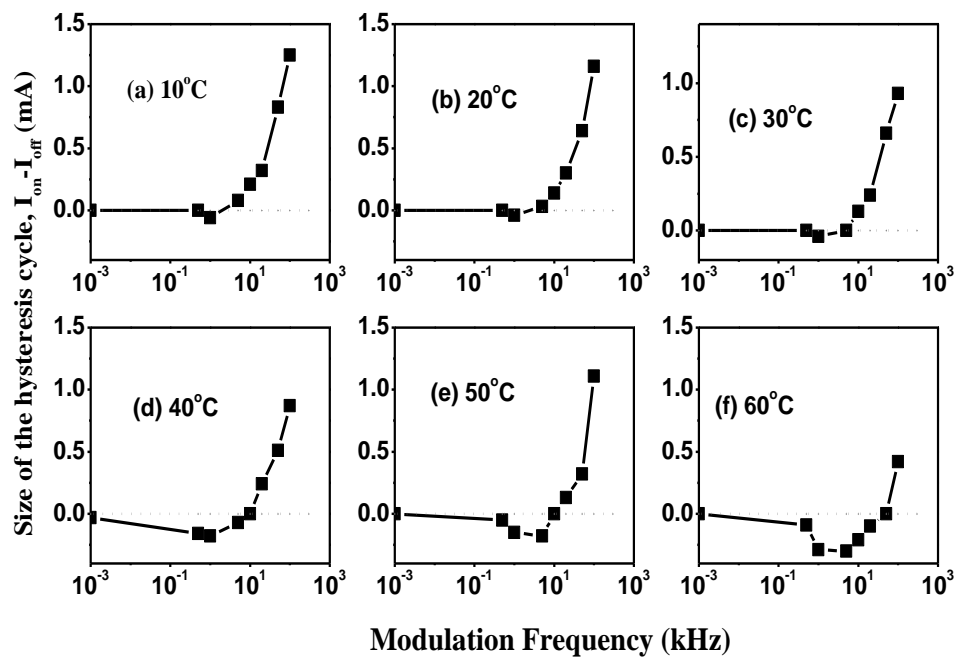 Size of the hysteresis cycle, I_on-I_off (mA)
1.5
1.0
0.5
0.0
(a) 10°C
10⁻³ 10⁻¹ 10¹ 10³
1.5
1.0
0.5
0.0
(b) 20°C
10⁻³ 10⁻¹ 10¹ 10³
1.0
0.5
0.0
(c) 30°C
10⁻³ 10⁻¹ 10¹ 10³
1.5
1.0
0.5
0.0
(d) 40°C
10⁻³ 10⁻¹ 10¹ 10³
1.5
1.0
0.5
0.0
(e) 50°C
10⁻³ 10⁻¹ 10¹ 10³
1.5
1.0
0.5
0.0
(f) 60°C
10⁻³ 10⁻¹ 10¹ 10³
Modulation Frequency (kHz)